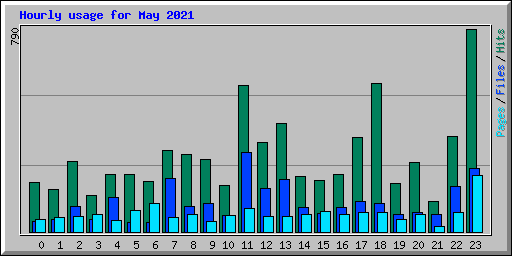 Hourly usage for May 2021
790
Pages / Files / Hits
0 1 2 3 4 5 6 7 8 9 10 11 12 13 14 15 16 17 18 19 20 21 22 23